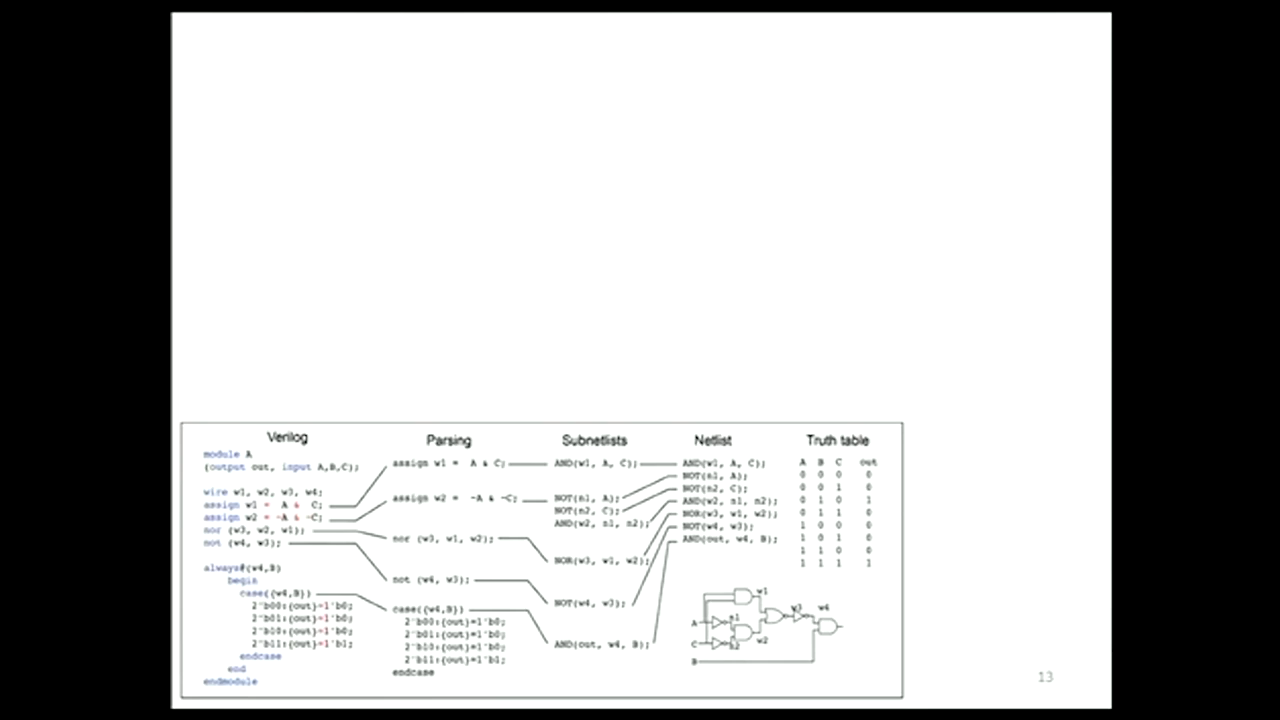 Verilog
module A
(output out, input A,B,C);
wire w1, w2, w3, w4;
assign w1 = A & C;
assign w2 = ~A & ~C;
nor (w3, w2, w1);
not (w4, w3);
always@(w4,B)
begin
case({w4,B})
2'b00:{out}=1'b0;
2'b01:{out}=1'b0;
2'b10:{out}=1'b0;
2'b11:{out}=1'b1;
endcase
end
endmodule
Parsing
assign w1 = A & C;
assign w2 = ~A & ~C;
nor (w3, w1, w2);
not (w4, w3);
case({w4,B})
2'b00:{out}=1'b0;
2'b01:{out}=1'b0;
2'b10:{out}=1'b0;
2'b11:{out}=1'b1;
endcase
Subnetlists
AND(w1, A, C);
NOT(n1, A);
NOT(n2, C);
AND(w2, n1, n2);
NOR(w3, w1, w2);
NOT(w4, w3);
AND(out, w4, B);
Netlist
AND(w1, A, C);
NOT(n1, A);
NOT(n2, C);
AND(w2, n1, n2);
NOR(w3, w1, w2);
NOT(w4, w3);
AND(out, w4, B);
Truth table
A B C out
0 0 0 0
0 0 1 0
0 1 0 1
0 1 1 0
1 0 0 0
1 0 1 0
1 1 0 0
1 1 1 1
w1
A
n1
w3
w4
C
n2
w2
B
13